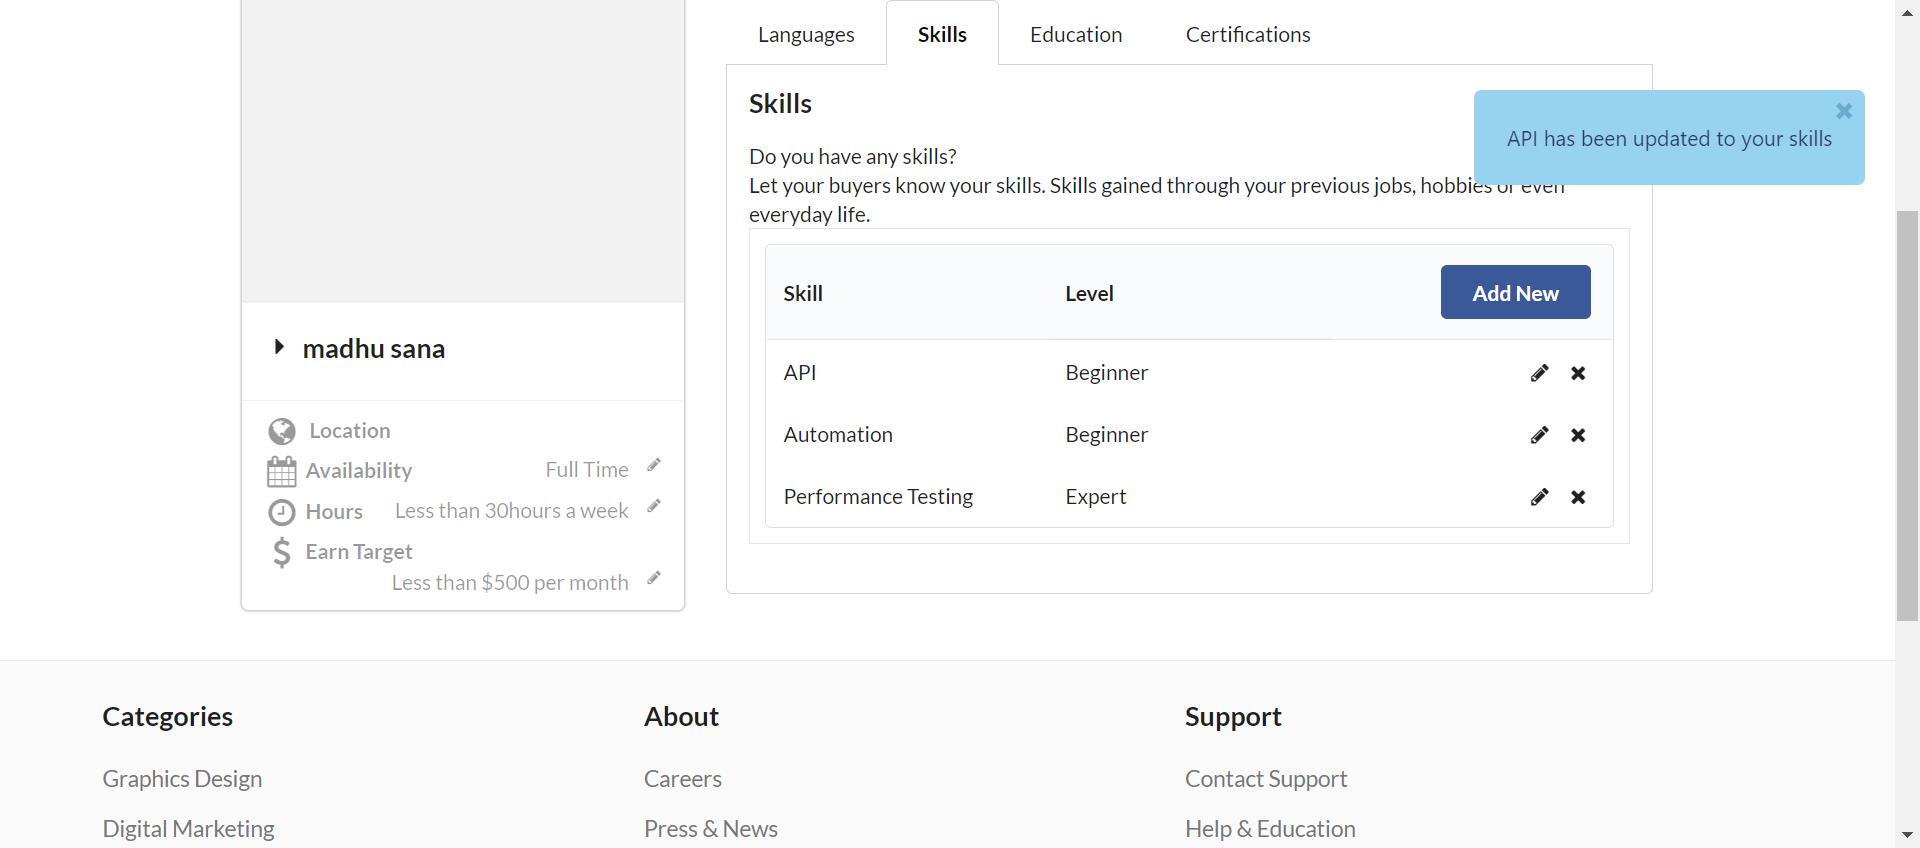 Languages
Skills
Education
Certifications
Skills
API has been updated to your skills
Do you have any skills?
Let your buyers know your skills. Skills gained through your previous jobs, hobbies or even
everyday life.
Skill
Level
Add New
API
Beginner
Automation
Beginner
Performance Testing
Expert
madhu sana
Location
Availability
Full Time
Hours
Less than 30hours a week
Earn Target
Less than $500 per month
Categories
Graphics Design
Digital Marketing
About
Careers
Press & News
Support
Contact Support
Help & Education